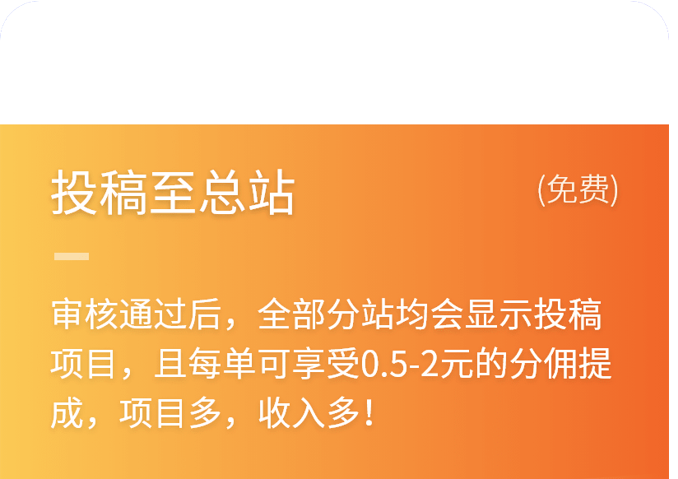 投稿至总站
(免费)
审核通过后，全部分站均会显示投稿
项目，且每单可享受0.5-2元的分佣提
成，项目多，收入多！